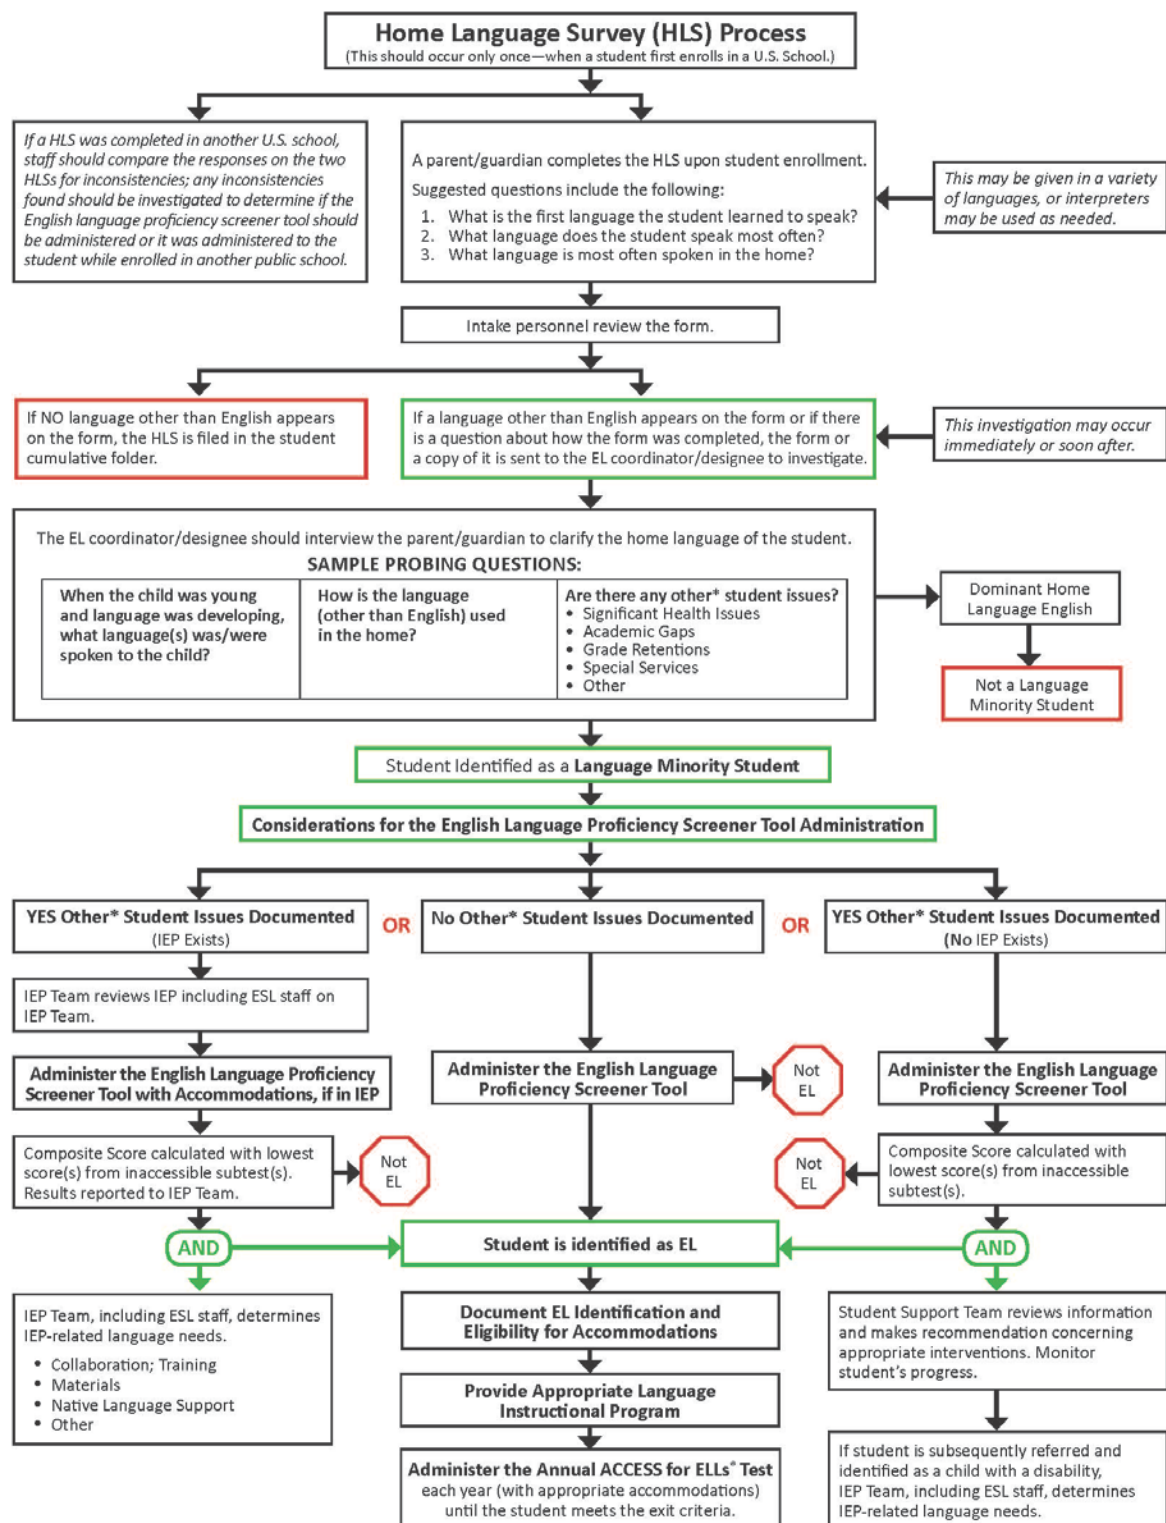 Home Language Survey (HLS) Process
(This should occur only once—when a student first enrolls in a U.S. School.)
If a HLS was completed in another U.S. school,
staff should compare the responses on the two
HLSs for inconsistencies; any inconsistencies
found should be investigated to determine if the
English language proficiency screener tool should
be administered or it was administered to the
student while enrolled in another public school.
A parent/guardian completes the HLS upon student enrollment.
Suggested questions include the following:
1. What is the first language the student learned to speak?
2. What language does the student speak most often?
3. What language is most often spoken in the home?
This may be given in a variety
of languages, or interpreters
may be used as needed.
Intake personnel review the form.
If NO language other than English appears
on the form, the HLS is filed in the student
cumulative folder.
If a language other than English appears on the form or if there
is a question about how the form was completed, the form or
a copy of it is sent to the EL coordinator/designee to investigate.
This investigation may occur
immediately or soon after.
The EL coordinator/designee should interview the parent/guardian to clarify the home language of the student.
SAMPLE PROBING QUESTIONS:
When the child was young
and language was developing,
what language(s) was/were
spoken to the child?
How is the language
(other than English) used
in the home?
Are there any other* student issues?
• Significant Health Issues
• Academic Gaps
• Grade Retentions
• Special Services
• Other
Dominant Home
Language English
Not a Language
Minority Student
Student Identified as a Language Minority Student
Considerations for the English Language Proficiency Screener Tool Administration
YES Other* Student Issues Documented
(IEP Exists)
OR
No Other* Student Issues Documented
OR
YES Other* Student Issues Documented
(No IEP Exists)
IEP Team reviews IEP including ESL staff on
IEP Team.
Administer the English Language Proficiency
Screener Tool with Accommodations, if in IEP
Administer the English Language
Proficiency Screener Tool
Not
EL
Administer the English Language
Proficiency Screener Tool
Composite Score calculated with lowest
score(s) from inaccessible subtest(s).
Results reported to IEP Team.
Not
EL
Not
EL
Composite Score calculated with
lowest score(s) from inaccessible
subtest(s).
AND
Student is identified as EL
AND
IEP Team, including ESL staff, determines
IEP-related language needs.
• Collaboration; Training
• Materials
• Native Language Support
• Other
Document EL Identification and
Eligibility for Accommodations
Provide Appropriate Language
Instructional Program
Administer the Annual ACCESS for ELLs® Test
each year (with appropriate accommodations)
until the student meets the exit criteria.
Student Support Team reviews information
and makes recommendation concerning
appropriate interventions. Monitor
student's progress.
If student is subsequently referred and
identified as a child with a disability,
IEP Team, including ESL staff, determines
IEP-related language needs.